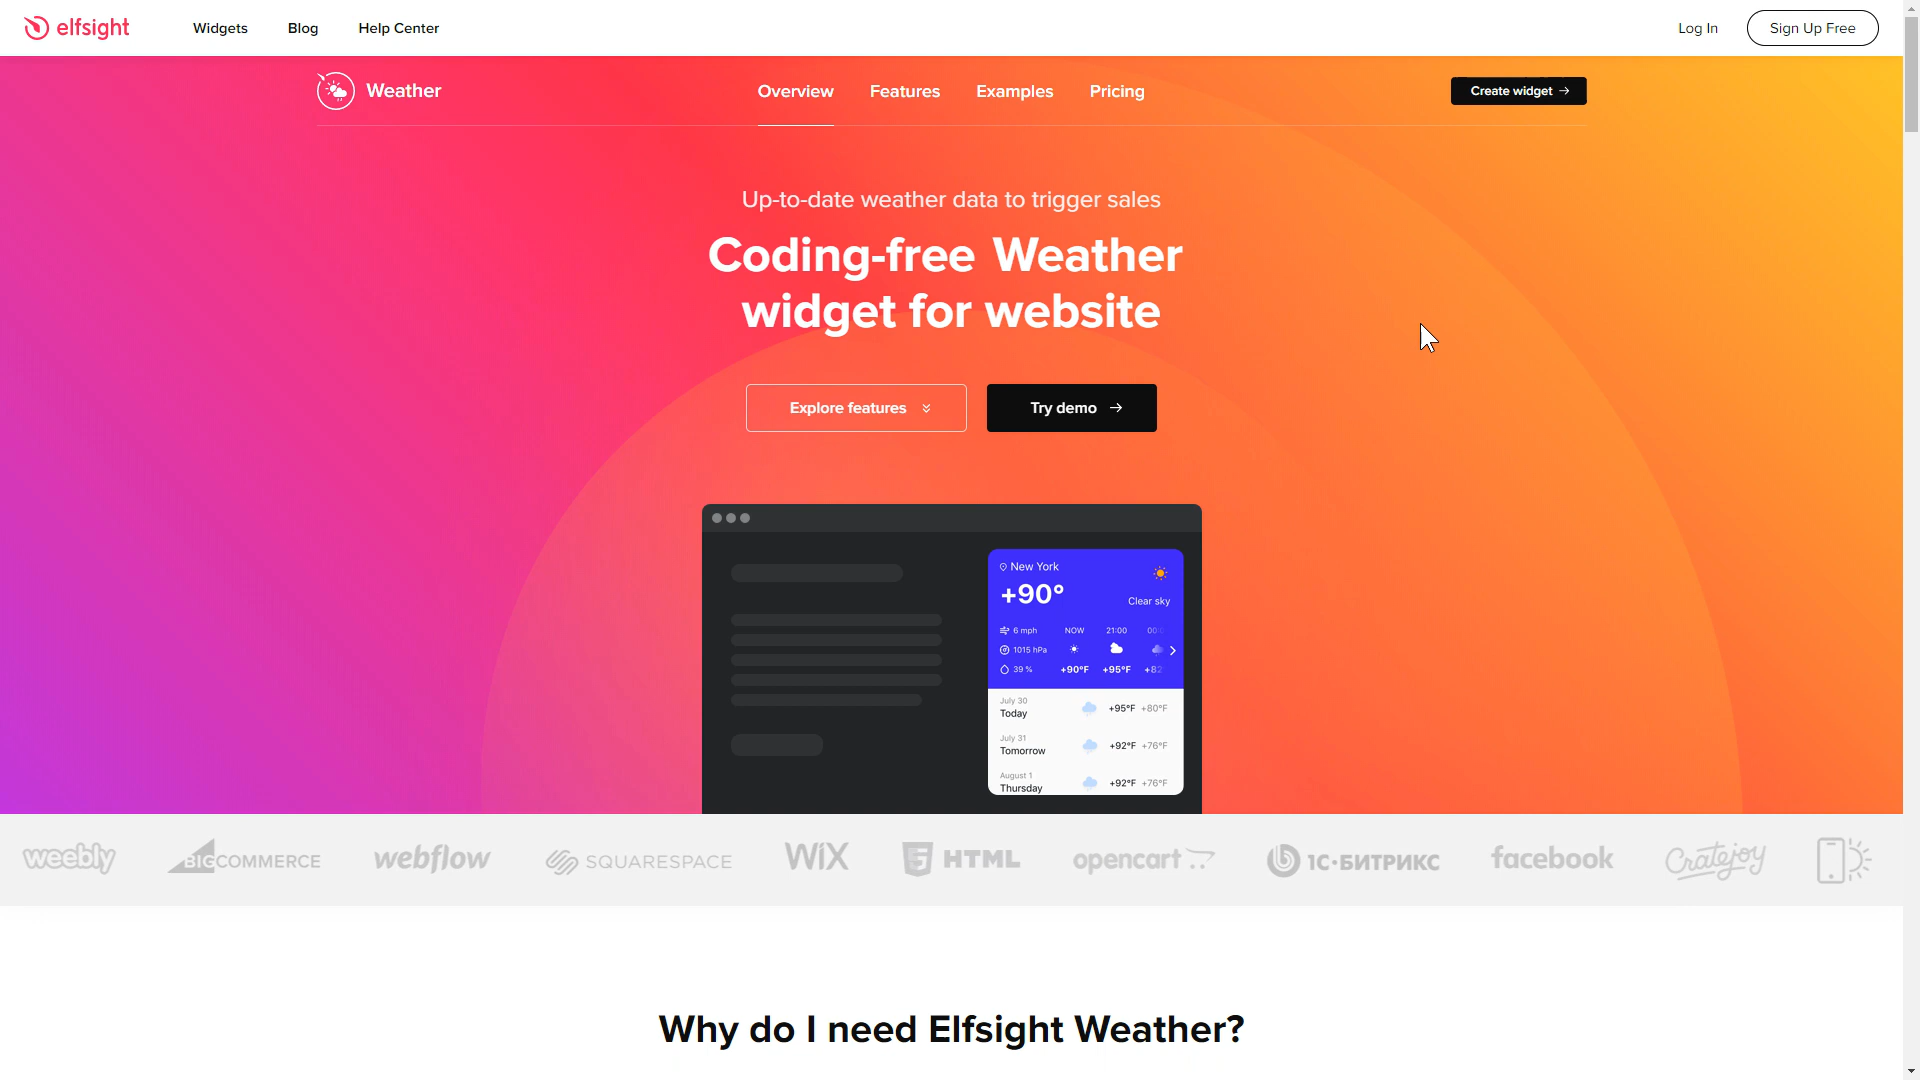 elfsight
Widgets
Blog
Help Center
Log In
Sign Up Free
Weather
Overview
Features
Examples
Pricing
Create widget
Up-to-date weather data to trigger sales
Coding-free Weather
widget for website
Explore features
Try demo
New York
+90°
Clear sky
6 mph NOW 21:00 00:
1015 hPa
39 % +90°F +95°F +82
July 30
Today +95°F +80°F
July 31
Tomorrow +92°F +76°F
August 1
Thursday +92°F +76°F
weebly
BIGCOMMERCE
webflow
SQUARESPACE
WiX
HTML
opencart
1С·БИТРИКС
facebook
Cratejoy
Why do I need Elfsight Weather?